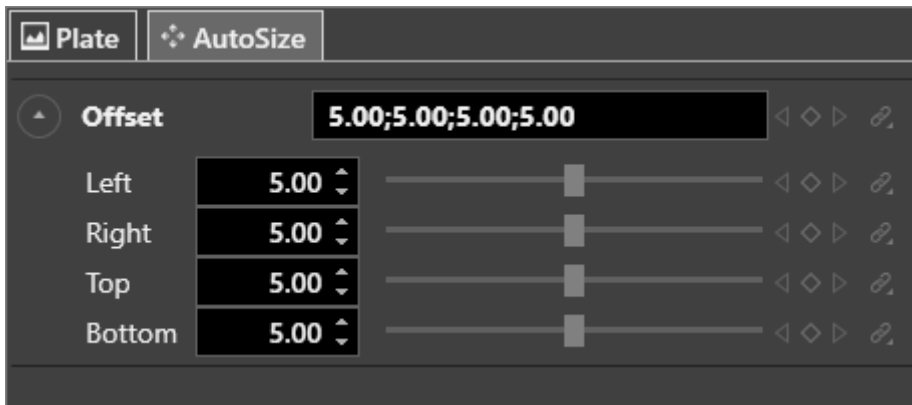 Plate AutoSize
Offset 5.00;5.00;5.00;5.00
Left 5.00
Right 5.00
Top 5.00
Bottom 5.00